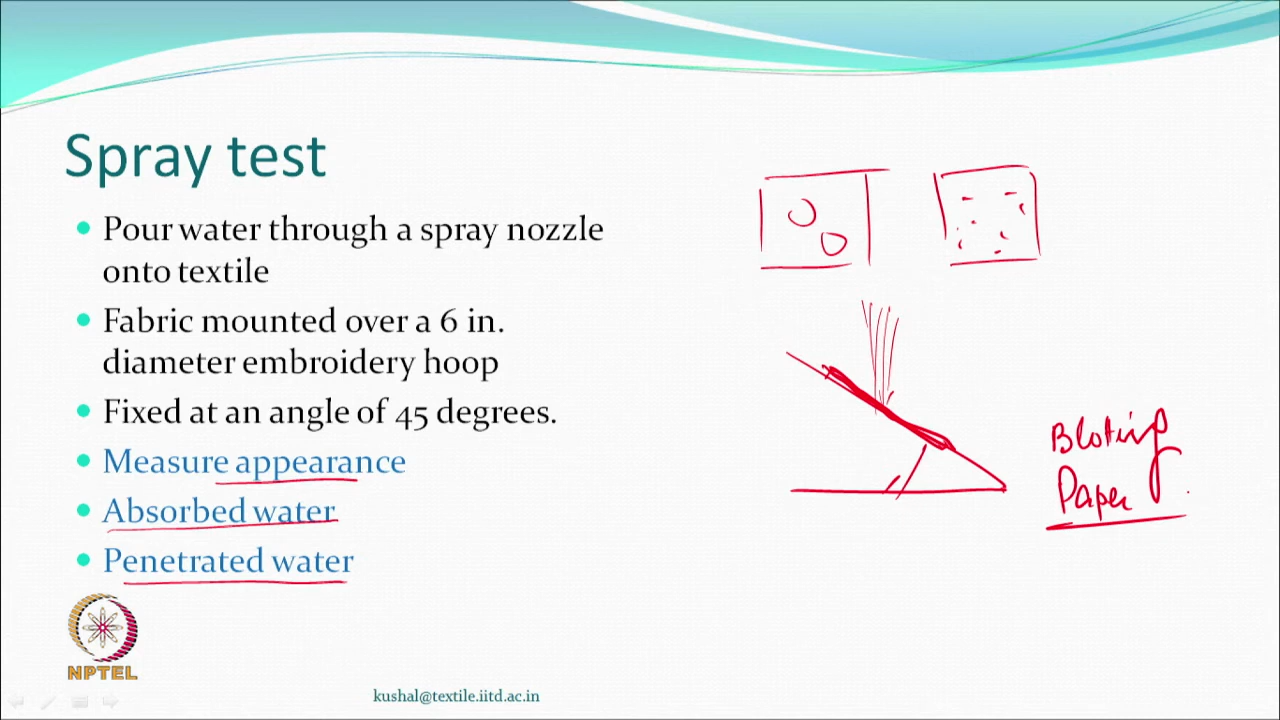 Spray test
Pour water through a spray nozzle
onto textile
Fabric mounted over a 6 in.
diameter embroidery hoop
Fixed at an angle of 45 degrees.
Measure appearance
Absorbed water
Penetrated water
Bloting
Paper
NPTEL
kushal@textile.iitd.ac.in